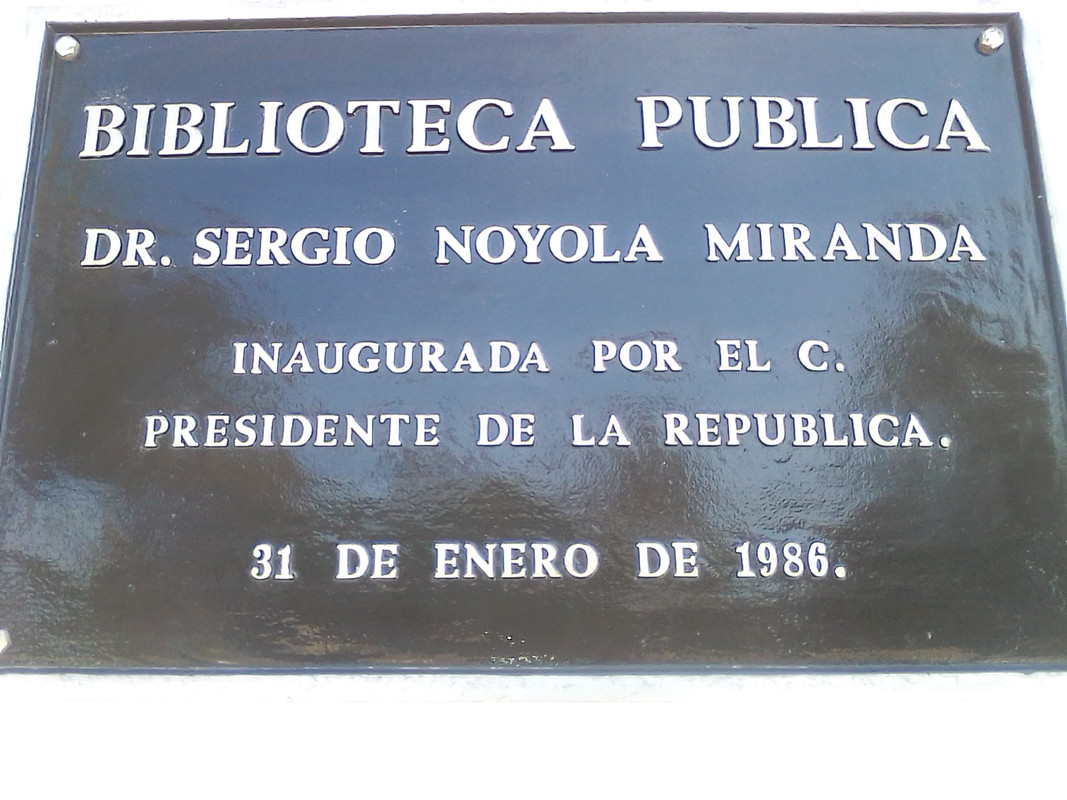 BIBLIOTECA PUBLICA
DR. SERGIO NOYOLA MIRANDA
INAUGURADA POR EL C.
PRESIDENTE DE LA REPUBLICA.
31 DE ENERO DE 1986.